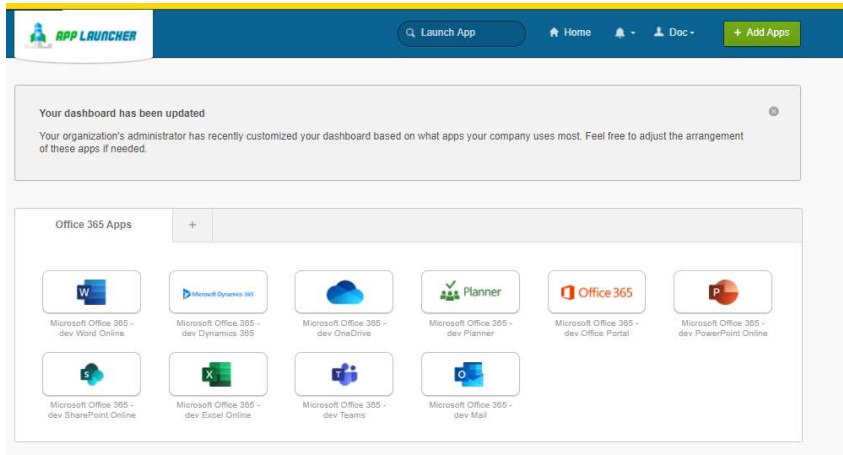 APP LAUNCHER
Launch App
Home
Doc
+ Add Apps
Your dashboard has been updated
Your organization's administrator has recently customized your dashboard based on what apps your company uses most. Feel free to adjust the arrangement
of these apps if needed.
Office 365 Apps
+
W
Microsoft Dynamics 365
Planner
Office 365
P
Microsoft Office 365 -
dev Word Online
Microsoft Office 365 -
dev Dynamics 365
Microsoft Office 365 -
dev OneDrive
Microsoft Office 365 -
dev Planner
Microsoft Office 365 -
dev Office Portal
Microsoft Office 365 -
dev PowerPoint Online
S
X
T
O
Microsoft Office 365 -
dev SharePoint Online
Microsoft Office 365 -
dev Excel Online
Microsoft Office 365 -
dev Teams
Microsoft Office 365 -
dev Mail